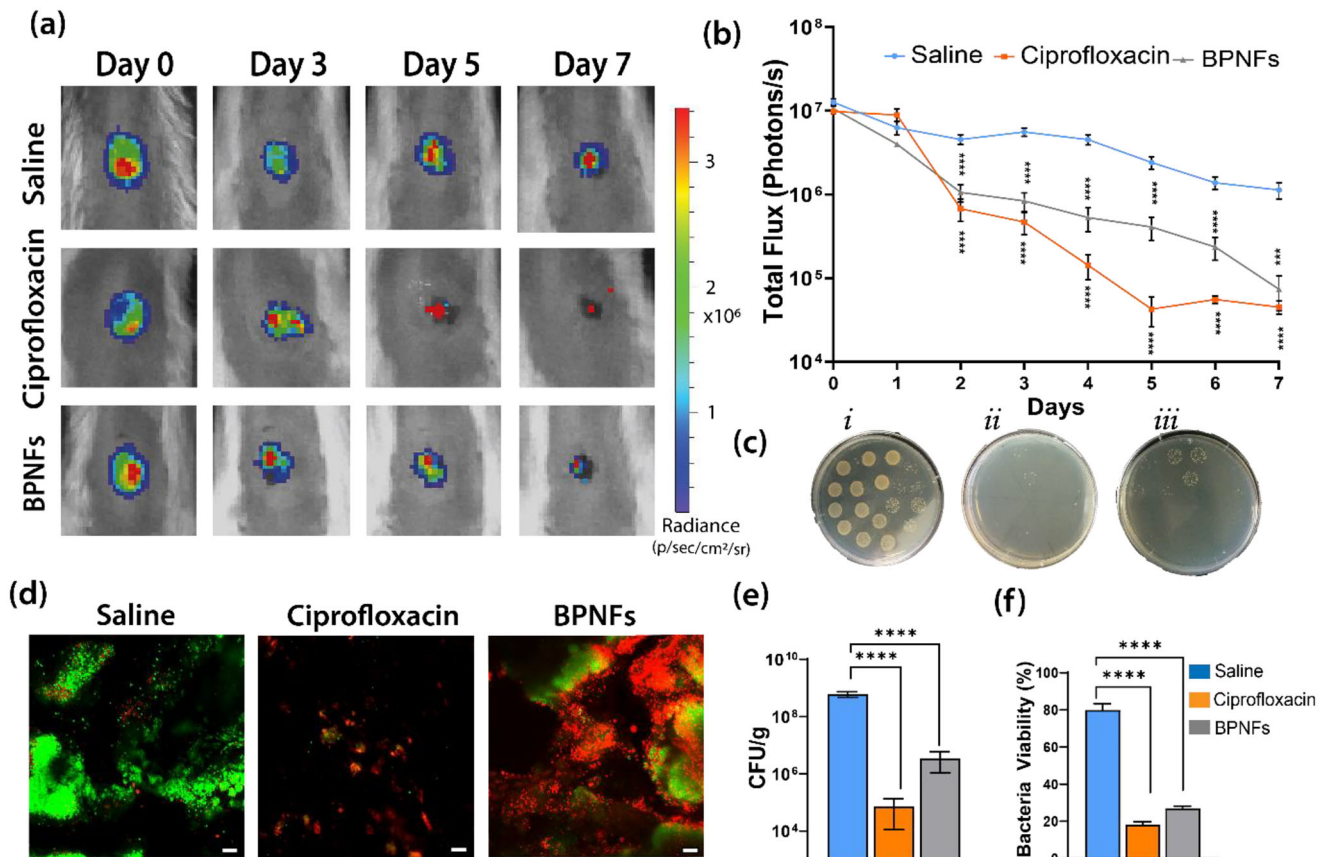 (a)
Day 0 Day 3 Day 5 Day 7
Saline
Ciprofloxacin
BPNFs
3
2
x10⁶
1
Radiance
(p/sec/cm²/sr)
(b)
Saline Ciprofloxacin BPNFs
Total Flux (Photons/s)
10⁸
10⁷
10⁶
10⁵
10⁴
**** **** **** **** **** ***
**** **** **** **** **** ****
0 1 2 3 4 5 6 7
Days
(c)
i ii iii
(d)
Saline Ciprofloxacin BPNFs
(e)
****
****
CFU/g
10¹⁰
10⁸
10⁶
10⁴
(f)
****
****
Bacteria Viability (%)
100
80
60
40
20
0
Saline
Ciprofloxacin
BPNFs